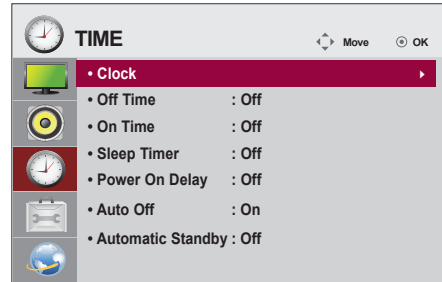 TIME
Move OK
• Clock
• Off Time : Off
• On Time : Off
• Sleep Timer : Off
• Power On Delay : Off
• Auto Off : On
• Automatic Standby : Off